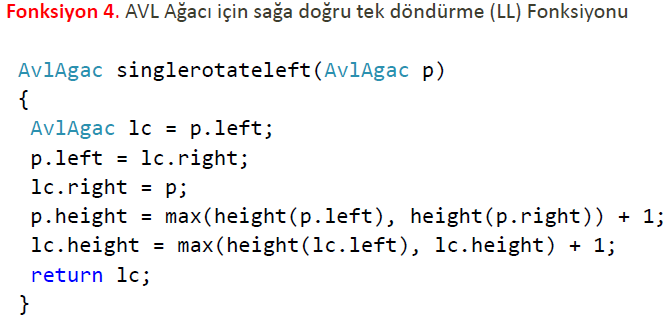 Fonksiyon 4. AVL Ağacı için sağa doğru tek döndürme (LL) Fonksiyonu
AvlAgac singlerotateleft(AvlAgac p)
{
AvlAgac lc = p.left;
p.left = lc.right;
lc.right = p;
p.height = max(height(p.left), height(p.right)) + 1;
lc.height = max(height(lc.left), lc.height) + 1;
return lc;
}